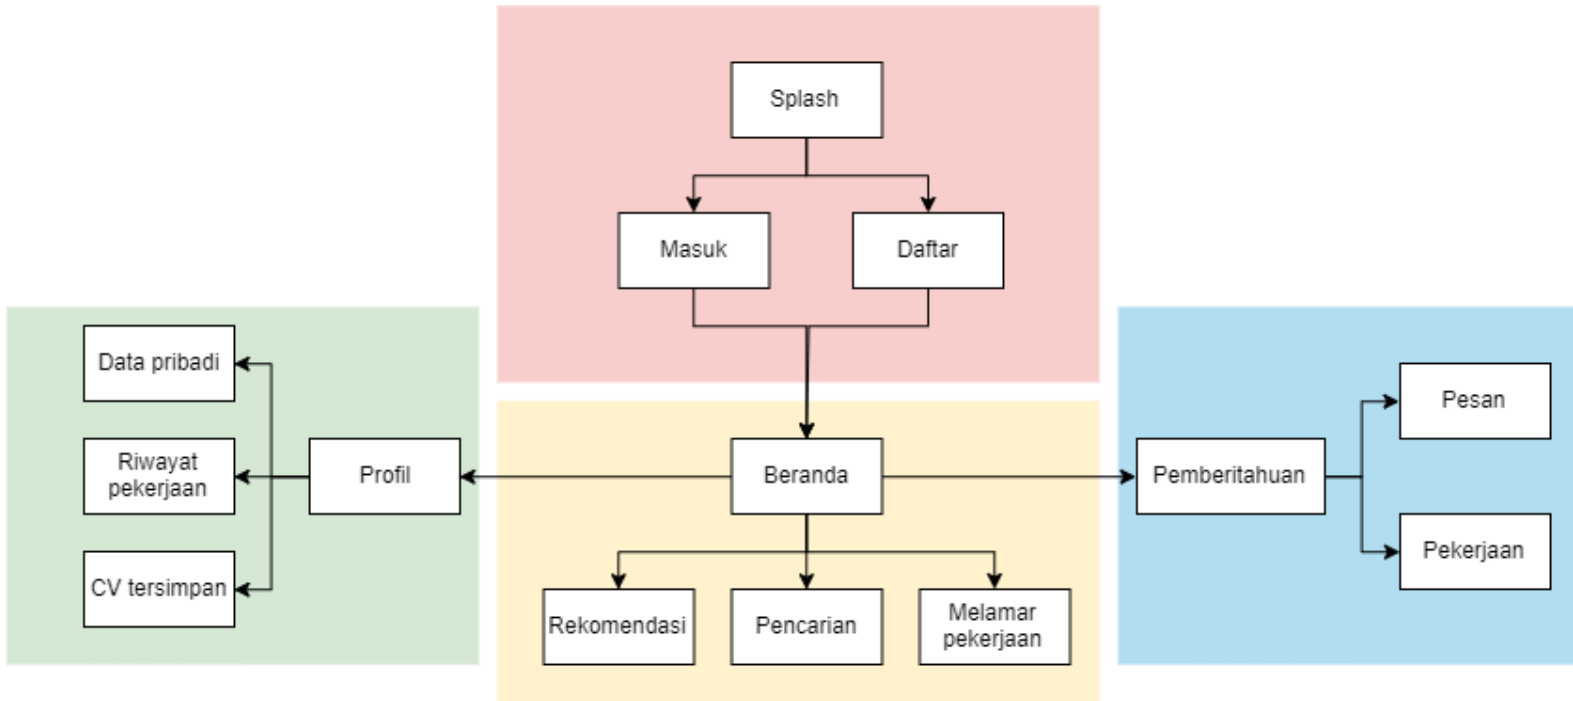 Splash
Masuk
Daftar
Data pribadi
Riwayat
pekerjaan
CV tersimpan
Profil
Beranda
Rekomendasi
Pencarian
Melamar
pekerjaan
Pemberitahuan
Pesan
Pekerjaan